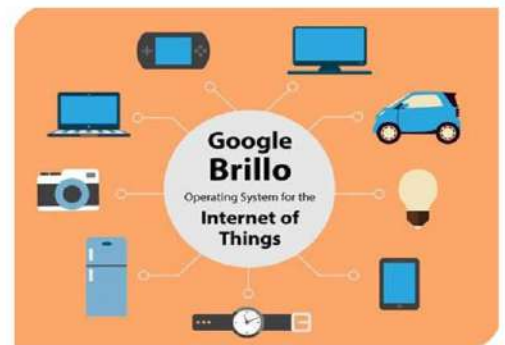 Google
Brillo
Operating System for the
Internet of
Things